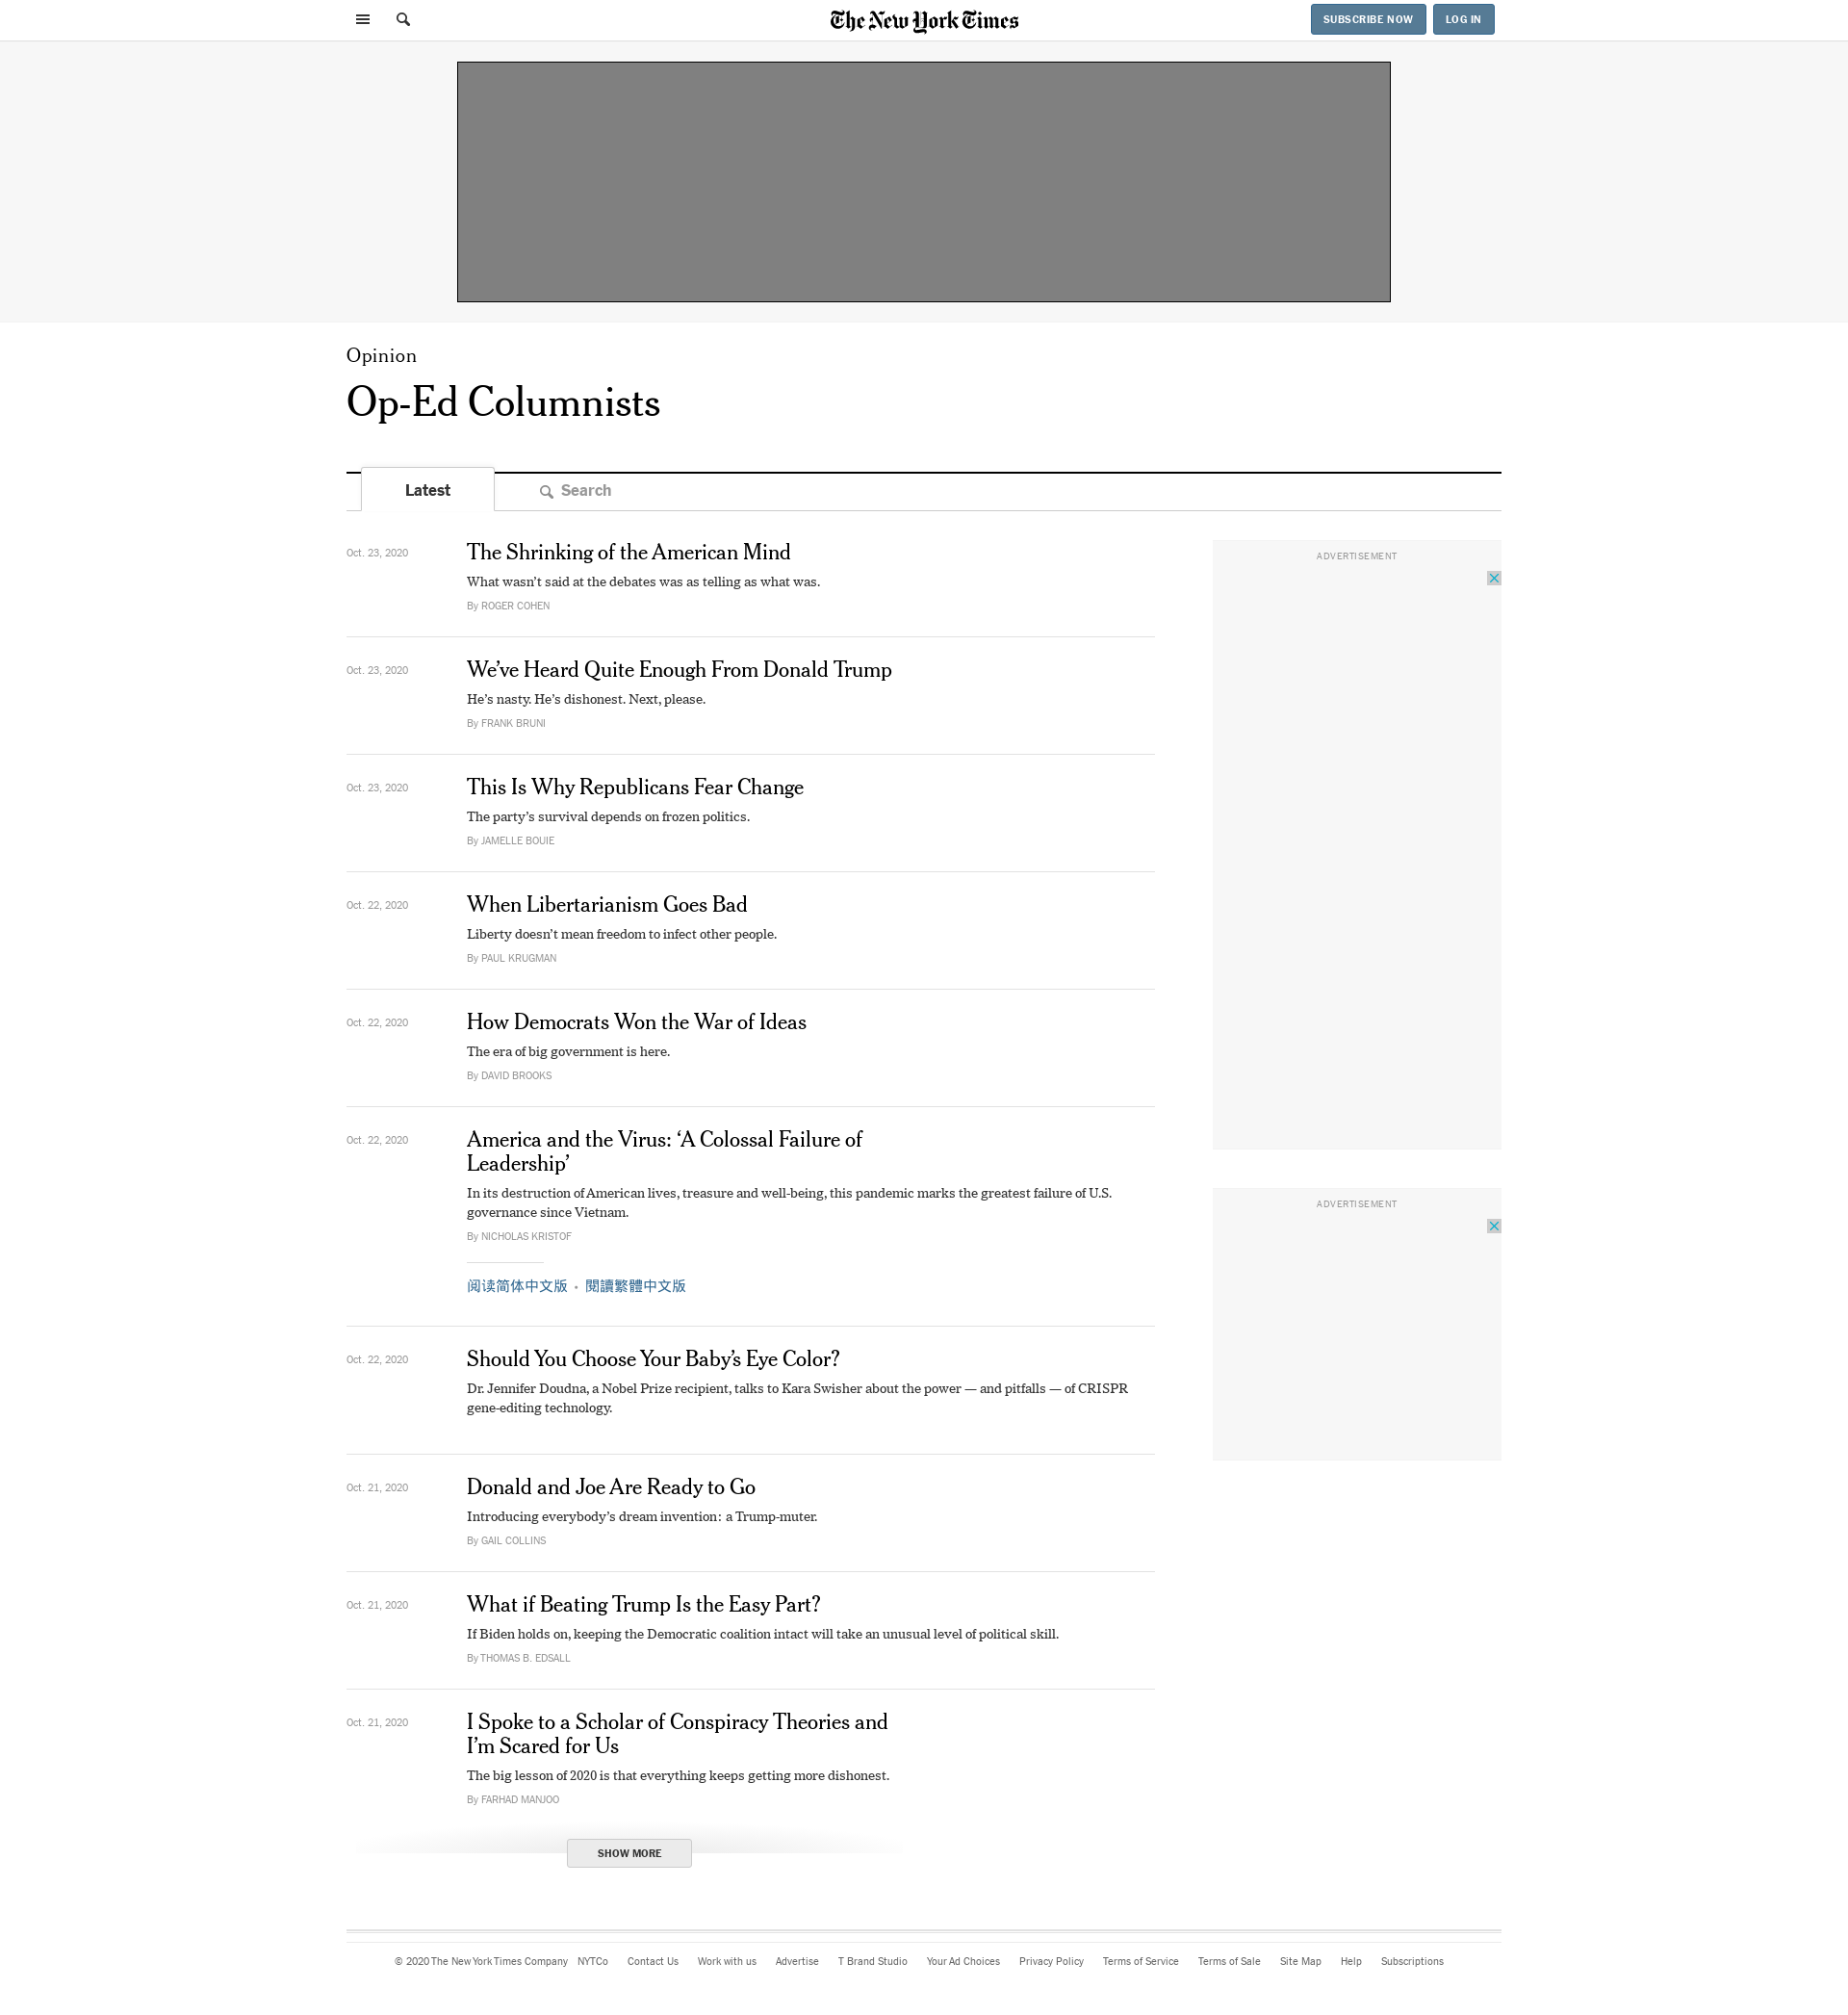 The New York Times
SUBSCRIBE NOW
LOG IN
Opinion
Op-Ed Columnists
Latest
Search
Oct. 23, 2020
The Shrinking of the American Mind
What wasn’t said at the debates was as telling as what was.
By ROGER COHEN
Oct. 23, 2020
We’ve Heard Quite Enough From Donald Trump
He’s nasty. He’s dishonest. Next, please.
By FRANK BRUNI
Oct. 23, 2020
This Is Why Republicans Fear Change
The party’s survival depends on frozen politics.
By JAMELLE BOUIE
Oct. 22, 2020
When Libertarianism Goes Bad
Liberty doesn’t mean freedom to infect other people.
By PAUL KRUGMAN
Oct. 22, 2020
How Democrats Won the War of Ideas
The era of big government is here.
By DAVID BROOKS
Oct. 22, 2020
America and the Virus: ‘A Colossal Failure of
Leadership’
In its destruction of American lives, treasure and well-being, this pandemic marks the greatest failure of U.S.
governance since Vietnam.
By NICHOLAS KRISTOF
阅读简体中文版 • 閱讀繁體中文版
Oct. 22, 2020
Should You Choose Your Baby’s Eye Color?
Dr. Jennifer Doudna, a Nobel Prize recipient, talks to Kara Swisher about the power — and pitfalls — of CRISPR
gene-editing technology.
Oct. 21, 2020
Donald and Joe Are Ready to Go
Introducing everybody’s dream invention: a Trump-muter.
By GAIL COLLINS
Oct. 21, 2020
What if Beating Trump Is the Easy Part?
If Biden holds on, keeping the Democratic coalition intact will take an unusual level of political skill.
By THOMAS B. EDSALL
Oct. 21, 2020
I Spoke to a Scholar of Conspiracy Theories and
I’m Scared for Us
The big lesson of 2020 is that everything keeps getting more dishonest.
By FARHAD MANJOO
SHOW MORE
ADVERTISEMENT
ADVERTISEMENT
© 2020 The New York Times Company NYTCo Contact Us Work with us Advertise T Brand Studio Your Ad Choices Privacy Policy Terms of Service Terms of Sale Site Map Help Subscriptions